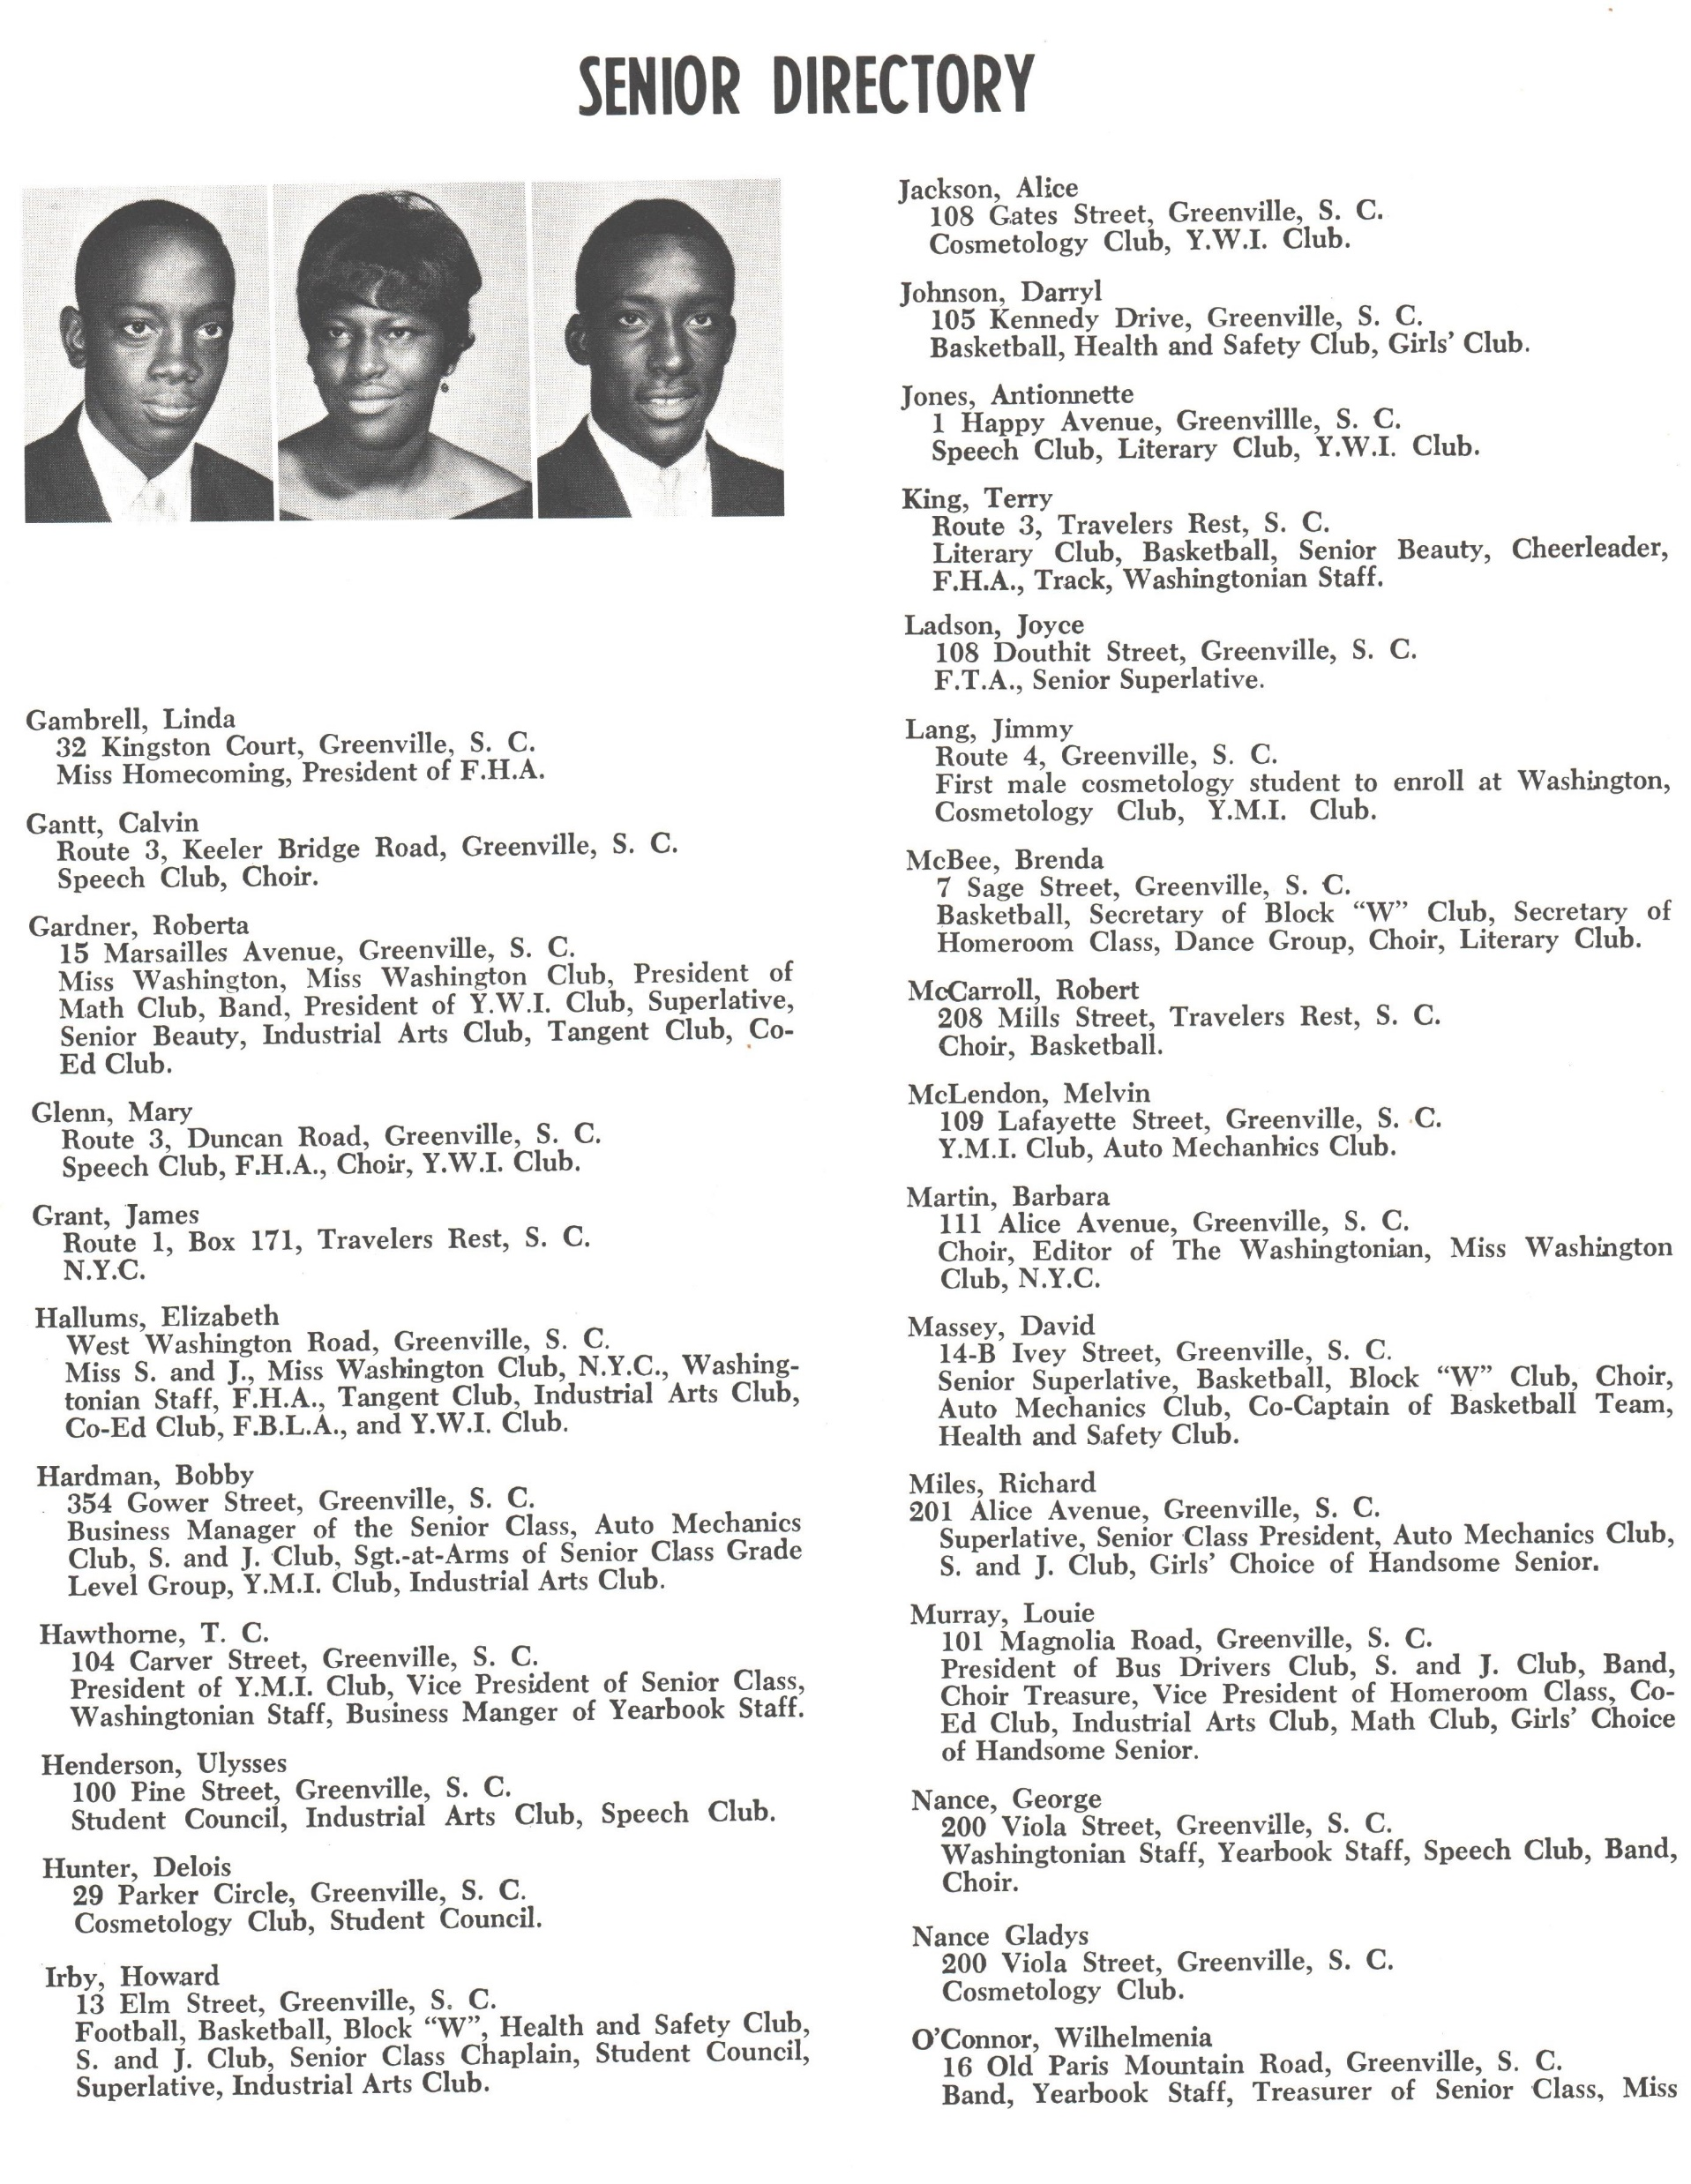 SENIOR DIRECTORY
Gambrell, Linda
32 Kingston Court, Greenville, S. C.
Miss Homecoming, President of F.H.A.
Gantt, Calvin
Route 3, Keeler Bridge Road, Greenville, S. C.
Speech Club, Choir.
Gardner, Roberta
15 Marsailles Avenue, Greenville, S. C.
Miss Washington, Miss Washington Club, President of
Math Club, Band, President of Y.W.I. Club, Superlative,
Senior Beauty, Industrial Arts Club, Tangent Club, Co-
Ed Club.
Glenn, Mary
Route 3, Duncan Road, Greenville, S. C.
Speech Club, F.H.A., Choir, Y.W.I. Club.
Grant, James
Route 1, Box 171, Travelers Rest, S. C.
N.Y.C.
Hallums, Elizabeth
West Washington Road, Greenville, S. C.
Miss S. and J., Miss Washington Club, N.Y.C., Washing-
tonian Staff, F.H.A., Tangent Club, Industrial Arts Club,
Co-Ed Club, F.B.L.A., and Y.W.I. Club.
Hardman, Bobby
354 Gower Street, Greenville, S. C.
Business Manager of the Senior Class, Auto Mechanics
Club, S. and J. Club, Sgt.-at-Arms of Senior Class Grade
Level Group, Y.M.I. Club, Industrial Arts Club.
Hawthorne, T. C.
104 Carver Street, Greenville, S. C.
President of Y.M.I. Club, Vice President of Senior Class,
Washingtonian Staff, Business Manger of Yearbook Staff.
Henderson, Ulysses
100 Pine Street, Greenville, S. C.
Student Council, Industrial Arts Club, Speech Club.
Hunter, Delois
29 Parker Circle, Greenville, S. C.
Cosmetology Club, Student Council.
Irby, Howard
13 Elm Street, Greenville, S. C.
Football, Basketball, Block “W”, Health and Safety Club,
S. and J. Club, Senior Class Chaplain, Student Council,
Superlative, Industrial Arts Club.
Jackson, Alice
108 Gates Street, Greenville, S. C.
Cosmetology Club, Y.W.I. Club.
Johnson, Darryl
105 Kennedy Drive, Greenville, S. C.
Basketball, Health and Safety Club, Girls’ Club.
Jones, Antionnette
1 Happy Avenue, Greenvillle, S. C.
Speech Club, Literary Club, Y.W.I. Club.
King, Terry
Route 3, Travelers Rest, S. C.
Literary Club, Basketball, Senior Beauty, Cheerleader,
F.H.A., Track, Washingtonian Staff.
Ladson, Joyce
108 Douthit Street, Greenville, S. C.
F.T.A., Senior Superlative.
Lang, Jimmy
Route 4, Greenville, S. C.
First male cosmetology student to enroll at Washington,
Cosmetology Club, Y.M.I. Club.
McBee, Brenda
7 Sage Street, Greenville, S. C.
Basketball, Secretary of Block “W” Club, Secretary of
Homeroom Class, Dance Group, Choir, Literary Club.
McCarroll, Robert
208 Mills Street, Travelers Rest, S. C.
Choir, Basketball.
McLendon, Melvin
109 Lafayette Street, Greenville, S. C.
Y.M.I. Club, Auto Mechanhics Club.
Martin, Barbara
111 Alice Avenue, Greenville, S. C.
Choir, Editor of The Washingtonian, Miss Washington
Club, N.Y.C.
Massey, David
14-B Ivey Street, Greenville, S. C.
Senior Superlative, Basketball, Block “W” Club, Choir,
Auto Mechanics Club, Co-Captain of Basketball Team,
Health and Safety Club.
Miles, Richard
201 Alice Avenue, Greenville, S. C.
Superlative, Senior Class President, Auto Mechanics Club,
S. and J. Club, Girls’ Choice of Handsome Senior.
Murray, Louie
101 Magnolia Road, Greenville, S. C.
President of Bus Drivers Club, S. and J. Club, Band,
Choir Treasure, Vice President of Homeroom Class, Co-
Ed Club, Industrial Arts Club, Math Club, Girls’ Choice
of Handsome Senior.
Nance, George
200 Viola Street, Greenville, S. C.
Washingtonian Staff, Yearbook Staff, Speech Club, Band,
Choir.
Nance Gladys
200 Viola Street, Greenville, S. C.
Cosmetology Club.
O’Connor, Wilhelmenia
16 Old Paris Mountain Road, Greenville, S. C.
Band, Yearbook Staff, Treasurer of Senior Class, Miss